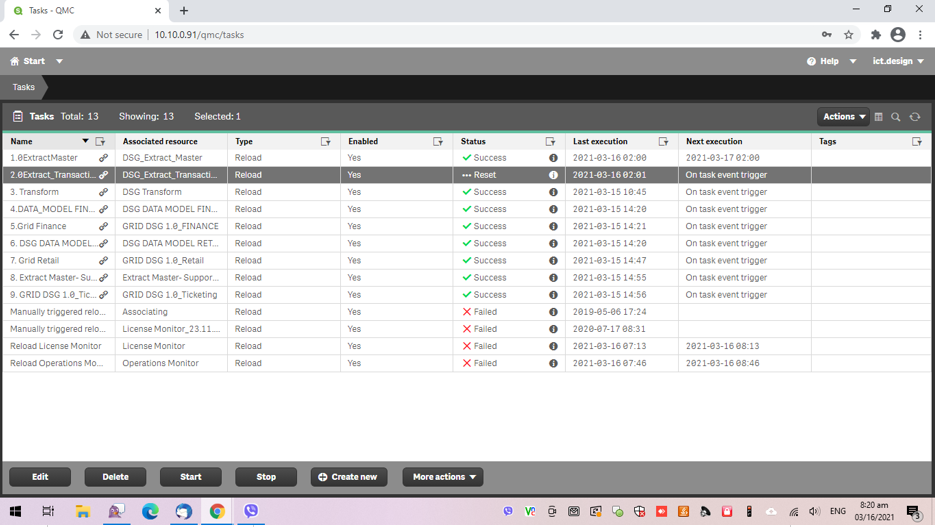 Tasks - QMC
Not secure | 10.10.0.91/qmc/tasks
Start Help ict.design
Tasks
Tasks Total: 13 Showing: 13 Selected: 1 Actions
Name Associated resource Type Enabled Status Last execution Next execution Tags
1.0ExtractMaster DSG_Extract_Master Reload Yes Success 2021-03-16 02:00 2021-03-17 02:00
2.0Extract_Transacti... DSG_Extract_Transacti... Reload Yes Reset 2021-03-16 02:01 On task event trigger
3. Transform DSG Transform Reload Yes Success 2021-03-15 10:45 On task event trigger
4.DATA_MODEL FIN... DSG DATA MODEL FIN... Reload Yes Success 2021-03-15 14:20 On task event trigger
5.Grid Finance GRID DSG 1.0_FINANCE Reload Yes Success 2021-03-15 14:21 On task event trigger
6. DSG DATA MODEL... DSG DATA MODEL RET... Reload Yes Success 2021-03-15 14:20 On task event trigger
7. Grid Retail GRID DSG 1.0_Retail Reload Yes Success 2021-03-15 14:47 On task event trigger
8. Extract Master- Su... Extract Master- Suppor... Reload Yes Success 2021-03-15 14:55 On task event trigger
9. GRID DSG 1.0_Tic... GRID DSG 1.0_Ticketing Reload Yes Success 2021-03-15 14:56 On task event trigger
Manually triggered relo... Associating Reload Yes Failed 2019-05-06 17:24
Manually triggered relo... License Monitor_23.11.... Reload Yes Failed 2020-07-17 08:31
Reload License Monitor License Monitor Reload Yes Failed 2021-03-16 07:13 2021-03-16 08:13
Reload Operations Mo... Operations Monitor Reload Yes Failed 2021-03-16 07:46 2021-03-16 08:46
Edit Delete Start Stop Create new More actions
ENG 8:20 am
03/16/2021
3